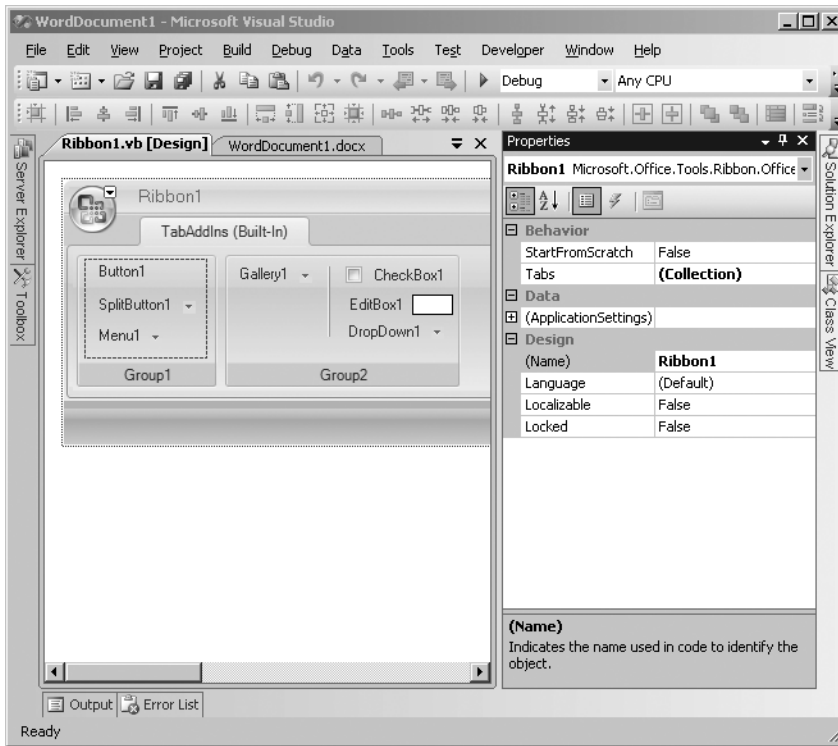 WordDocument1 - Microsoft Visual Studio
File Edit View Project Build Debug Data Tools Test Developer Window Help
Debug Any CPU
Server Explorer
Toolbox
Ribbon1.vb [Design] WordDocument1.docx
Ribbon1
TabAddIns (Built-In)
Button1
SplitButton1
Menu1
Group1
Gallery1
CheckBox1
EditBox1
DropDown1
Group2
Properties
Ribbon1 Microsoft.Office.Tools.Ribbon.Office
Behavior
StartFromScratch False
Tabs (Collection)
Data
(ApplicationSettings)
Design
(Name) Ribbon1
Language (Default)
Localizable False
Locked False
(Name)
Indicates the name used in code to identify the
object.
Solution Explorer
Class View
Output Error List
Ready